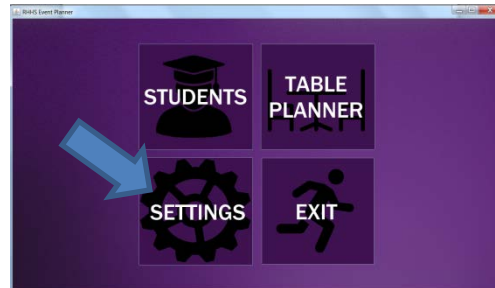 RHHS Event Planner
STUDENTS
TABLE
PLANNER
SETTINGS
EXIT